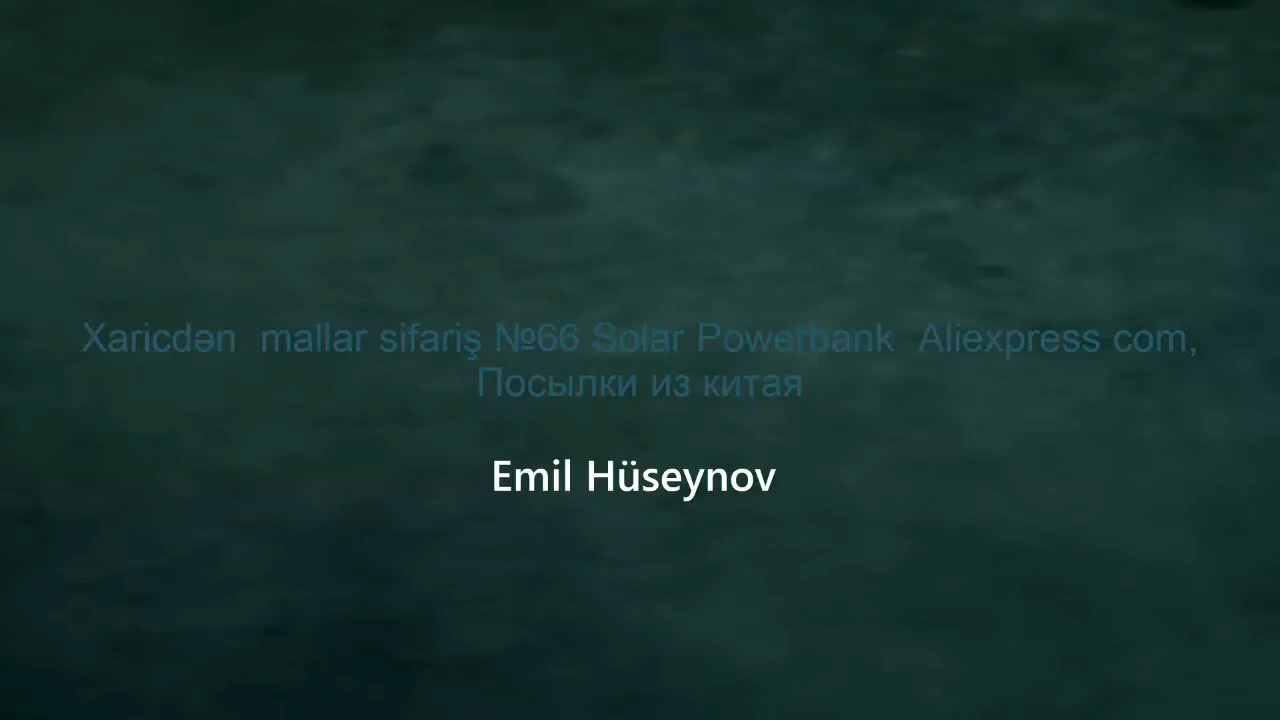 Xaricdən  mallar sifariş №66 Solar Powerbank  Aliexpress com,
Посылки из китая
Emil Hüseynov